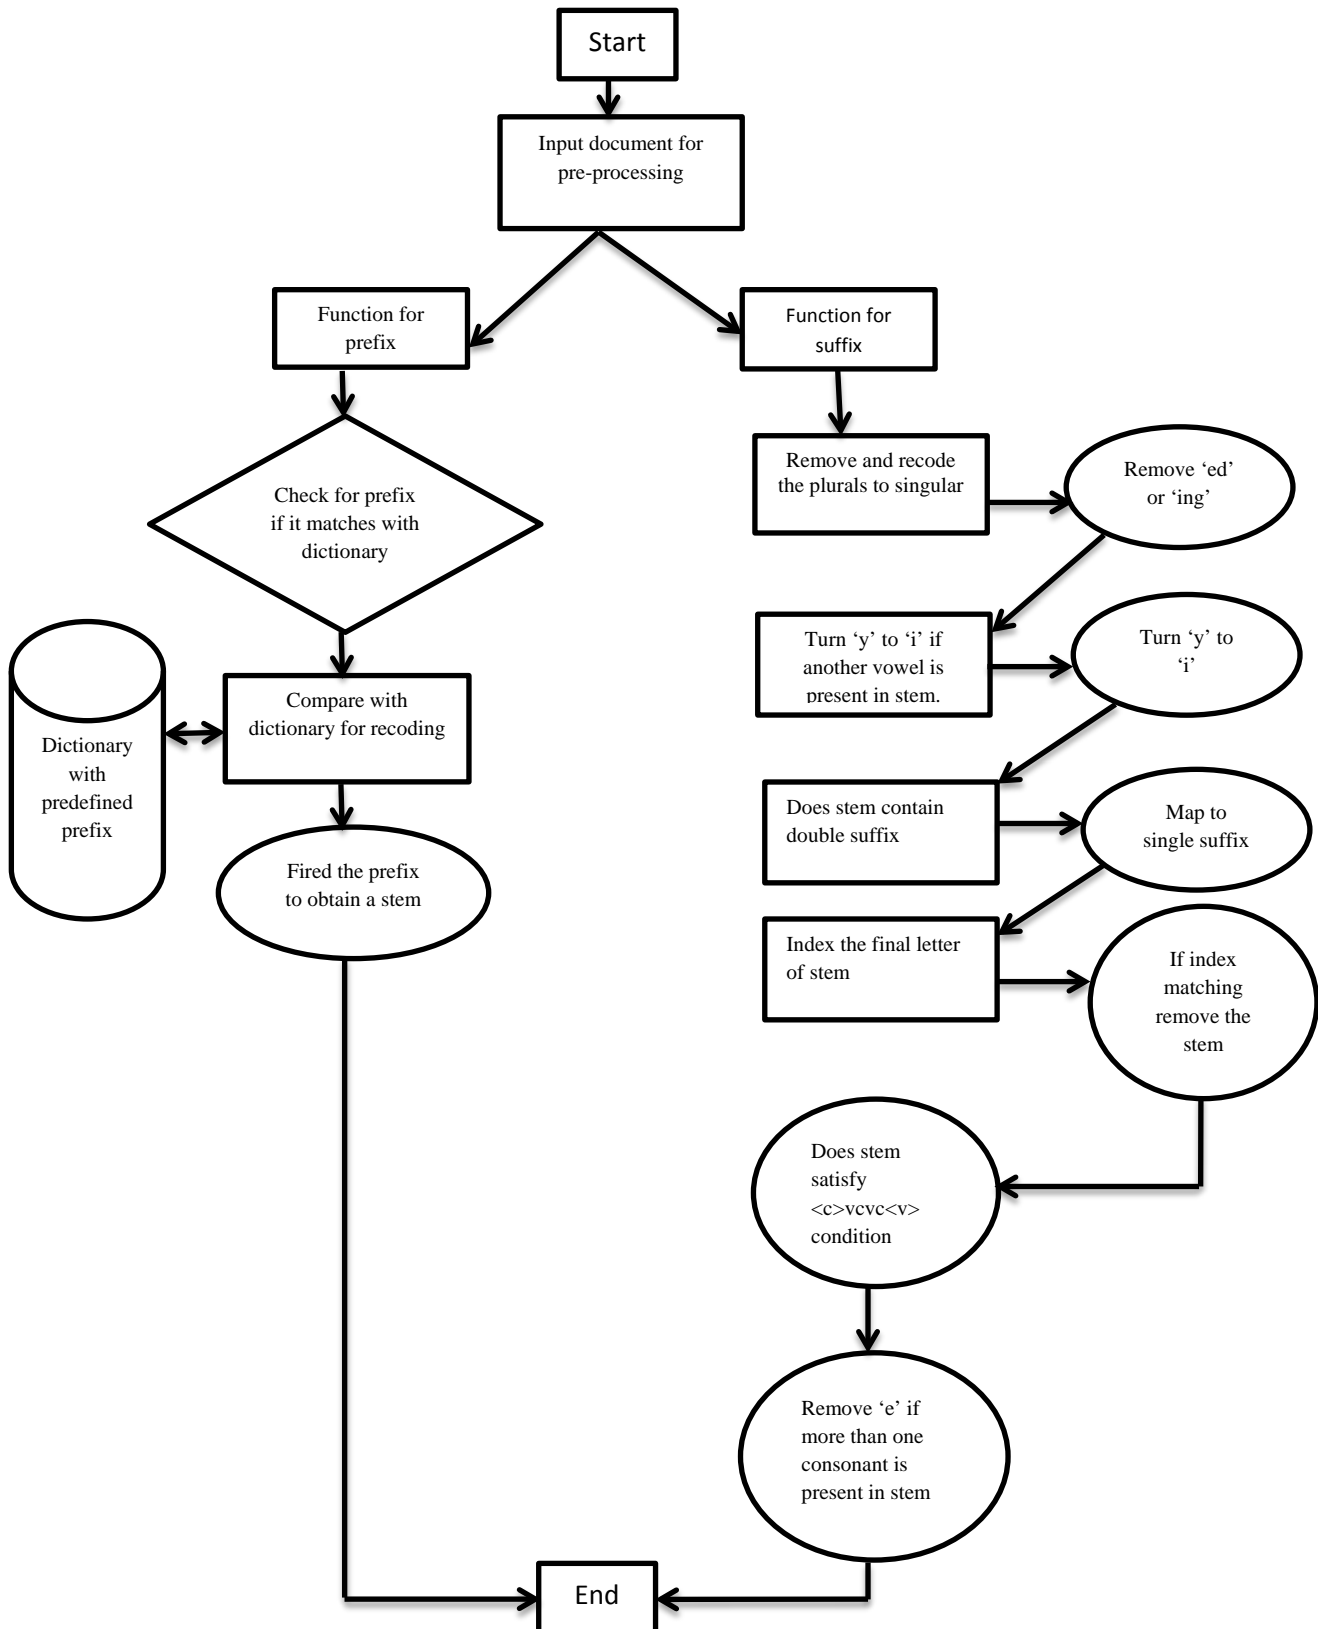 Start
Input document for
pre-processing
Function for
prefix
Function for
suffix
Check for prefix
if it matches with
dictionary
Remove and recode
the plurals to singular
Remove ‘ed’
or ‘ing’
Turn ‘y’ to ‘i’ if
another vowel is
present in stem.
Turn ‘y’ to
‘i’
Compare with
dictionary for recoding
Dictionary
with
predefined
prefix
Does stem contain
double suffix
Map to
single suffix
Fired the prefix
to obtain a stem
Index the final letter
of stem
If index
matching
remove the
stem
Does stem
satisfy
<c>vcvc<v>
condition
Remove ‘e’ if
more than one
consonant is
present in stem
End